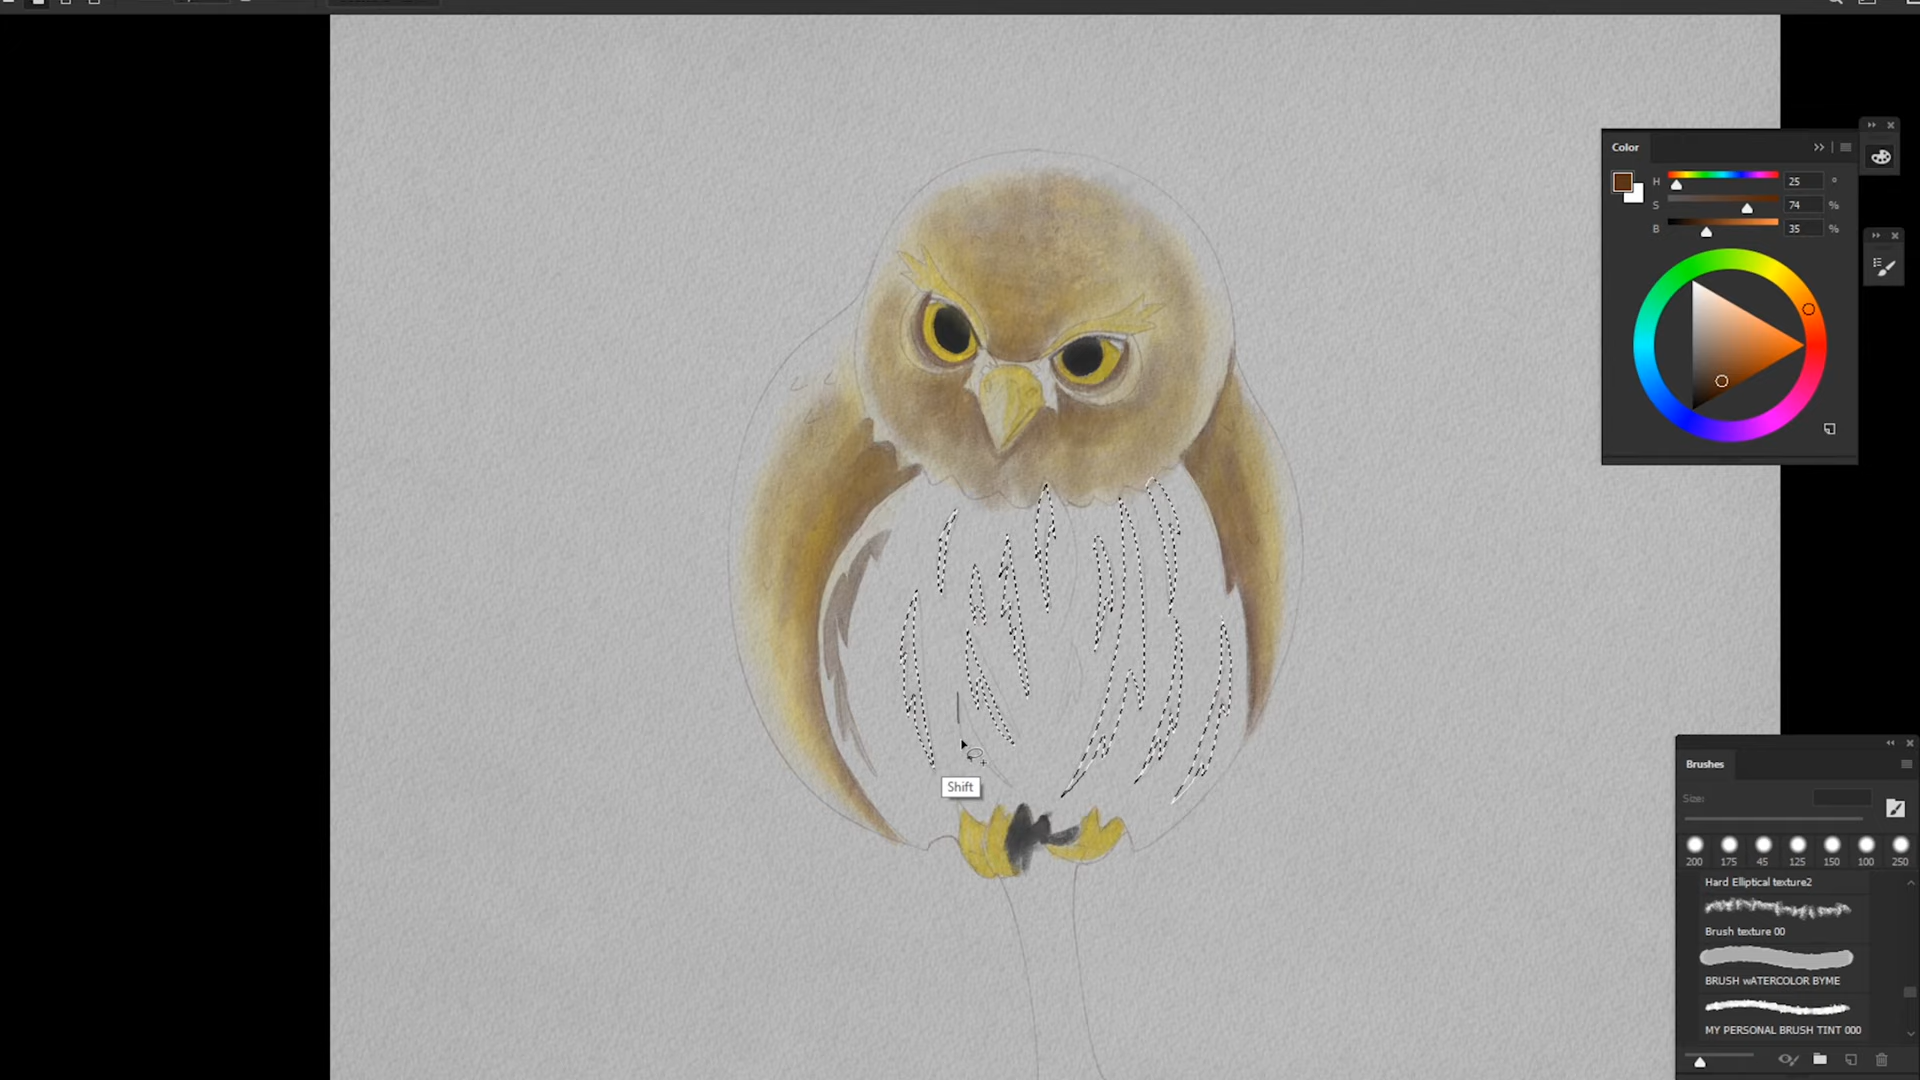 Color
H 25 °
S 74 %
B 35 %
Shift
Brushes
Size:
200 175 45 125 150 100 250
Hard Elliptical texture2
Brush texture 00
BRUSH wATERCOLOR BYME
MY PERSONAL BRUSH TINT 000